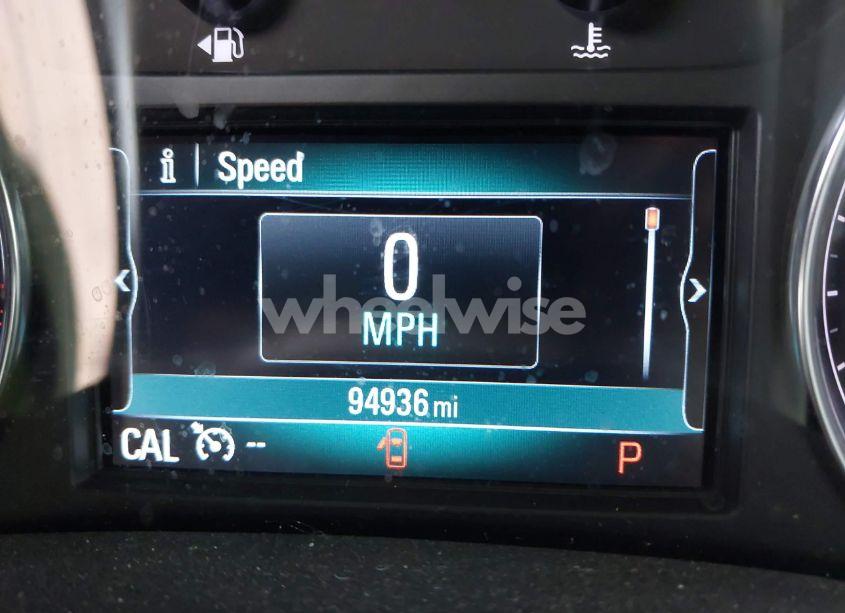 i Speed
0
MPH
wheelwise
94936 mi
CAL --
P